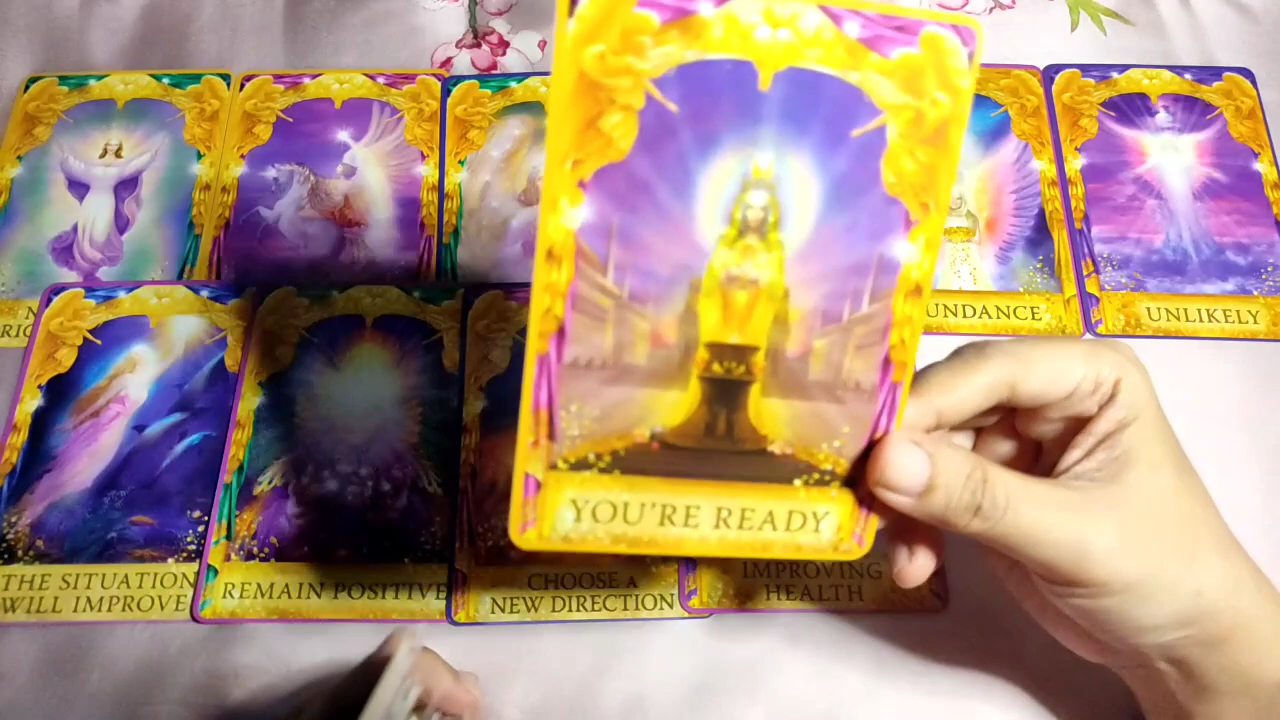 UNDANCE
UNLIKELY
YOU'RE READY
THE SITUATION
WILL IMPROVE
REMAIN POSITIVE
CHOOSE A
NEW DIRECTION
IMPROVING
HEALTH